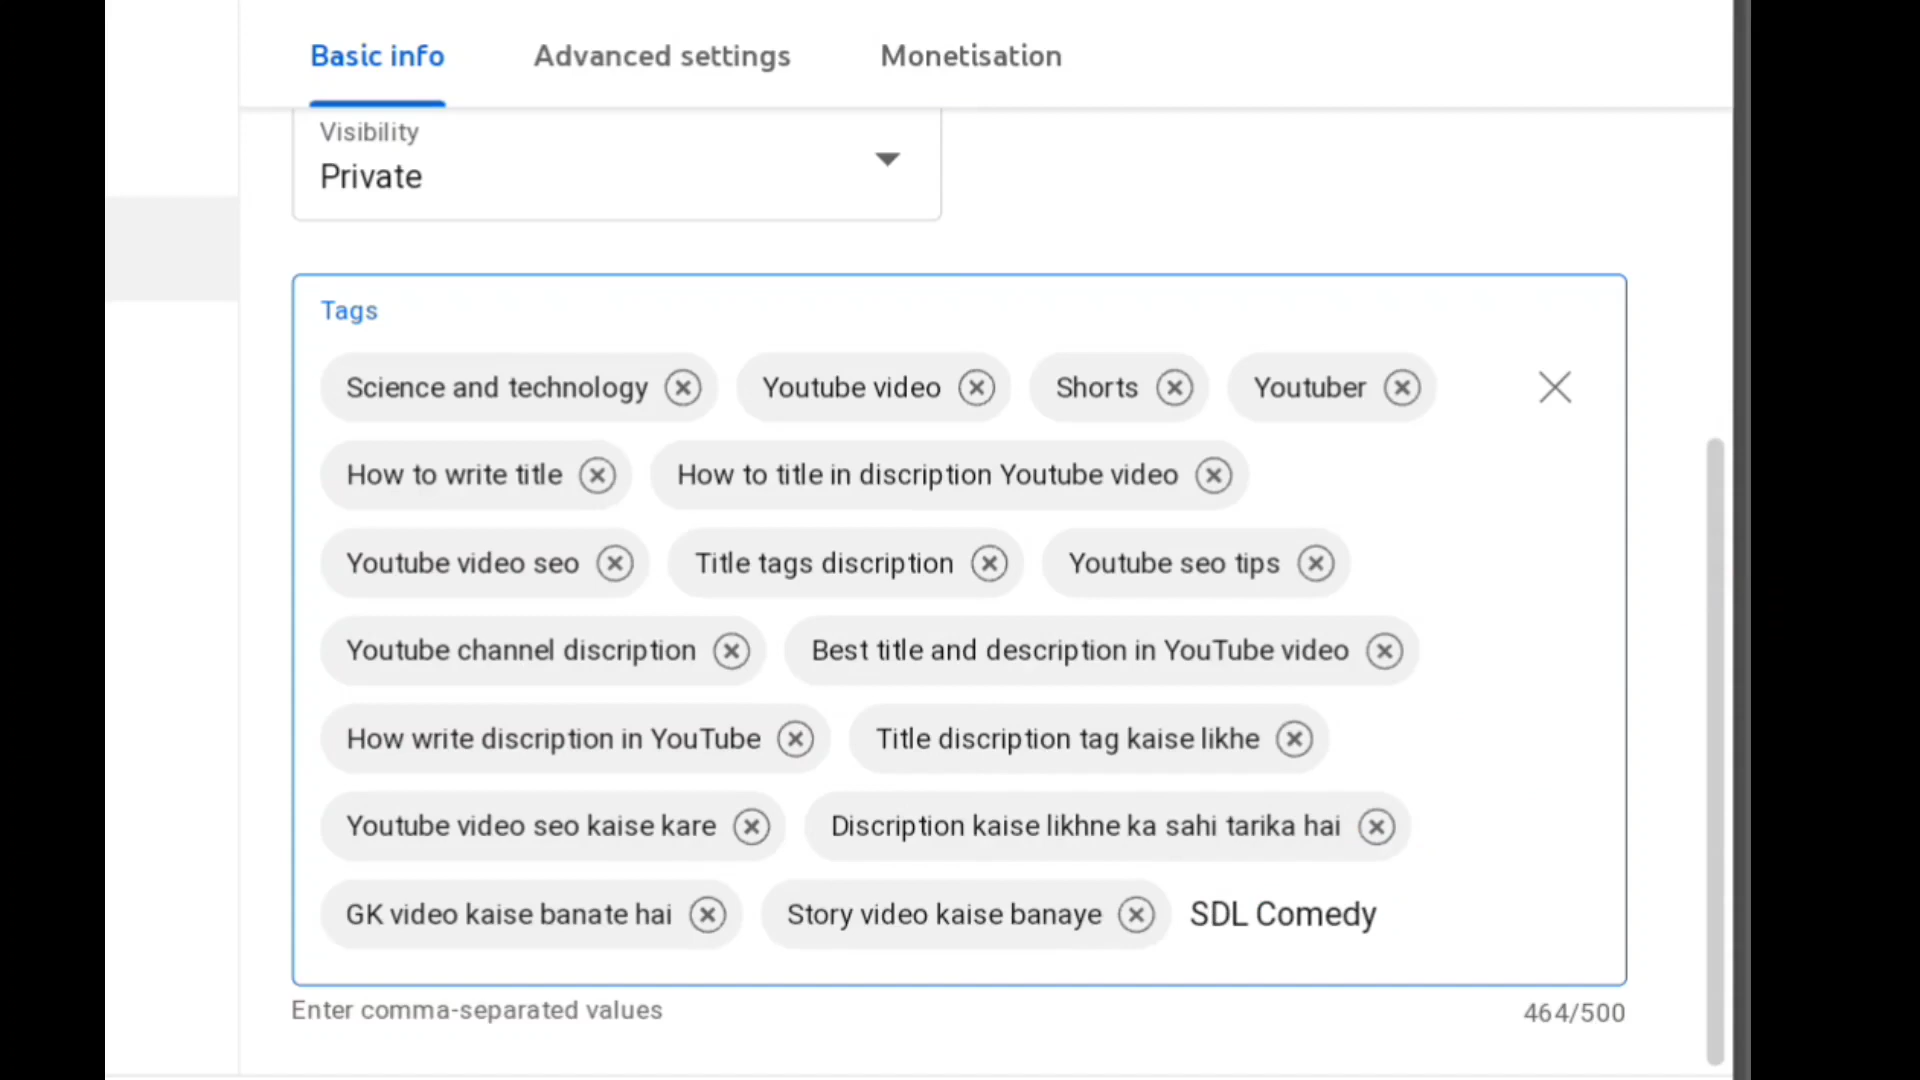 Basic info Advanced settings Monetisation
Visibility
Private
Tags
Science and technology Youtube video Shorts Youtuber
How to write title How to title in discription Youtube video
Youtube video seo Title tags discription Youtube seo tips
Youtube channel discription Best title and description in YouTube video
How write discription in YouTube Title discription tag kaise likhe
Youtube video seo kaise kare Discription kaise likhne ka sahi tarika hai
GK video kaise banate hai Story video kaise banaye SDL Comedy
Enter comma-separated values 464/500